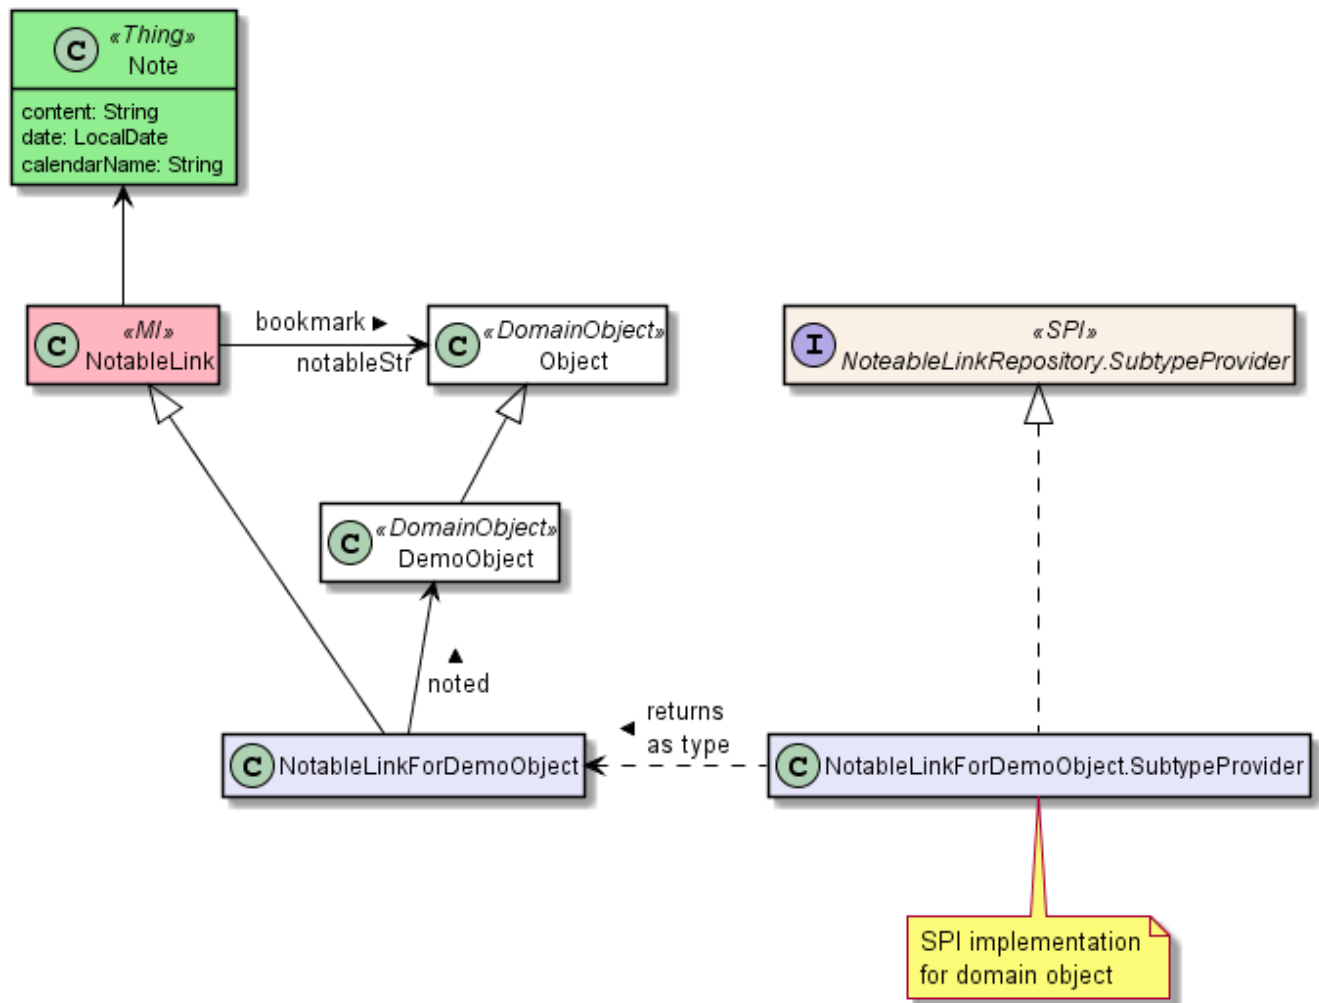 C
«Thing»
Note
content: String
date: LocalDate
calendarName: String
C
«MI»
NotableLink
bookmark ►
notableStr
C
«DomainObject»
Object
I
«SPI»
NoteableLinkRepository.SubtypeProvider
C
«DomainObject»
DemoObject
▲
noted
◄ returns
as type
C
NotableLinkForDemoObject
C
NotableLinkForDemoObject.SubtypeProvider
SPI implementation
for domain object